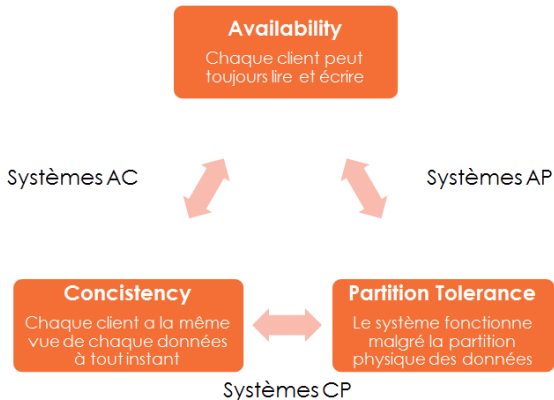 Availability
Chaque client peut
toujours lire et écrire
Systèmes AC
Systèmes AP
Concistency
Chaque client a la même
vue de chaque données
à tout instant
Partition Tolerance
Le système fonctionne
malgré la partition
physique des données
Systèmes CP